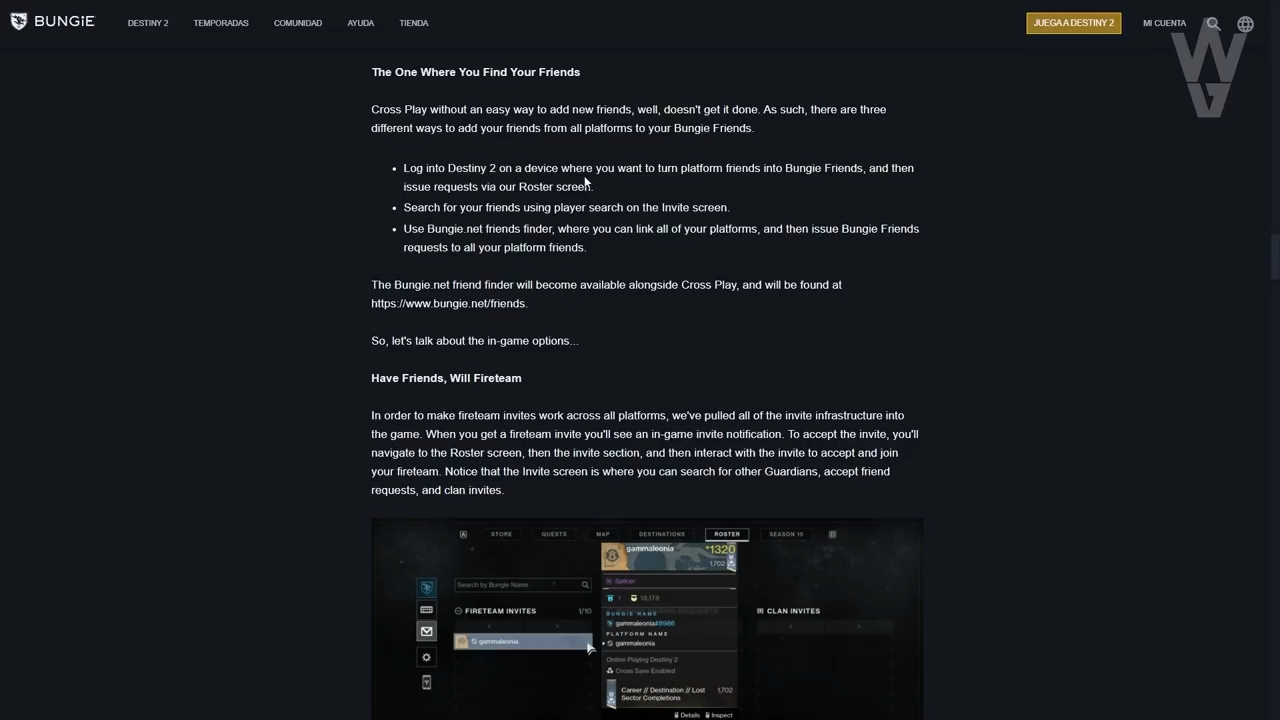 BUNGiE
DESTINY 2
TEMPORADAS
COMUNIDAD
AYUDA
TIENDA
JUEGA A DESTINY 2
MI CUENTA
The One Where You Find Your Friends
Cross Play without an easy way to add new friends, well, doesn't get it done. As such, there are three
different ways to add your friends from all platforms to your Bungie Friends.
• Log into Destiny 2 on a device where you want to turn platform friends into Bungie Friends, and then
issue requests via our Roster screen.
• Search for your friends using player search on the Invite screen.
• Use Bungie.net friends finder, where you can link all of your platforms, and then issue Bungie Friends
requests to all your platform friends.
The Bungie.net friend finder will become available alongside Cross Play, and will be found at
https://www.bungie.net/friends.
So, let's talk about the in-game options...
Have Friends, Will Fireteam
In order to make fireteam invites work across all platforms, we've pulled all of the invite infrastructure into
the game. When you get a fireteam invite you'll see an in-game invite notification. To accept the invite, you'll
navigate to the Roster screen, then the invite section, and then interact with the invite to accept and join
your fireteam. Notice that the Invite screen is where you can search for other Guardians, accept friend
requests, and clan invites.
A STORE QUESTS MAP DESTINATIONS ROSTER SEASON 15 D
gammaleonia
1320
1,702
Search by Bungie Name
Splicer
1 18,178
FIRETEAM INVITES 1/10
CLAN INVITES
BUNGIE NAME
gammaleonia#8986
PLATFORM NAME
gammaleonia
gammaleonia
Online Playing Destiny 2
Cross Save Enabled
Career // Destination // Lost
Sector Completions
1,702
Details Inspect